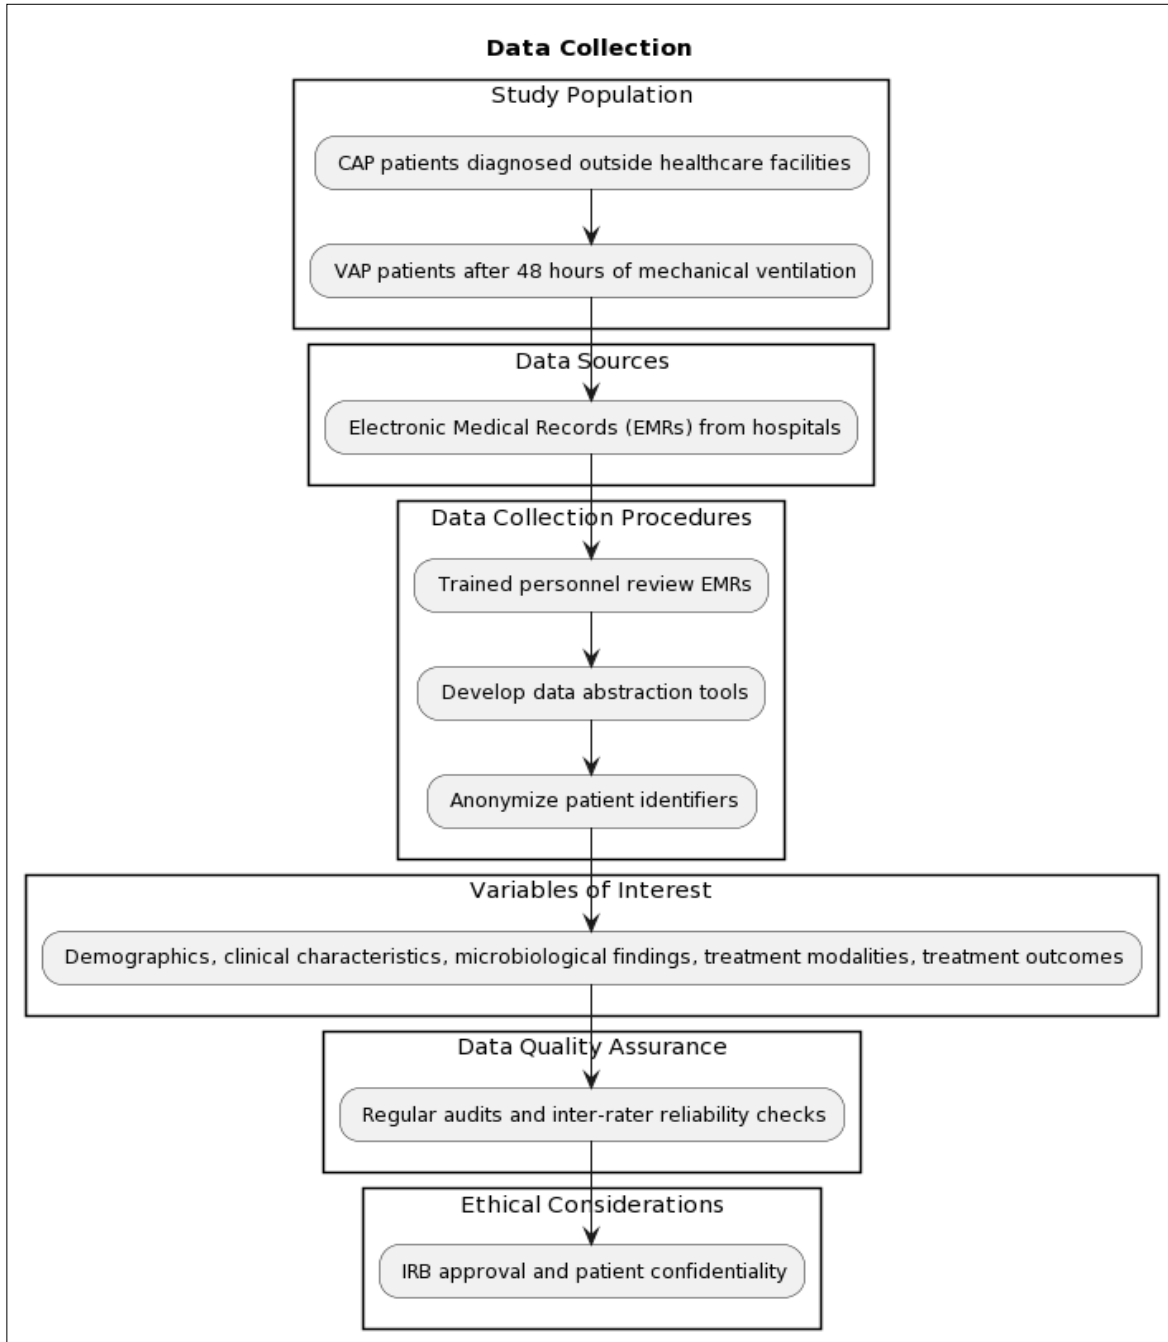 Data Collection
Study Population
CAP patients diagnosed outside healthcare facilities
VAP patients after 48 hours of mechanical ventilation
Data Sources
Electronic Medical Records (EMRs) from hospitals
Data Collection Procedures
Trained personnel review EMRs
Develop data abstraction tools
Anonymize patient identifiers
Variables of Interest
Demographics, clinical characteristics, microbiological findings, treatment modalities, treatment outcomes
Data Quality Assurance
Regular audits and inter-rater reliability checks
Ethical Considerations
IRB approval and patient confidentiality